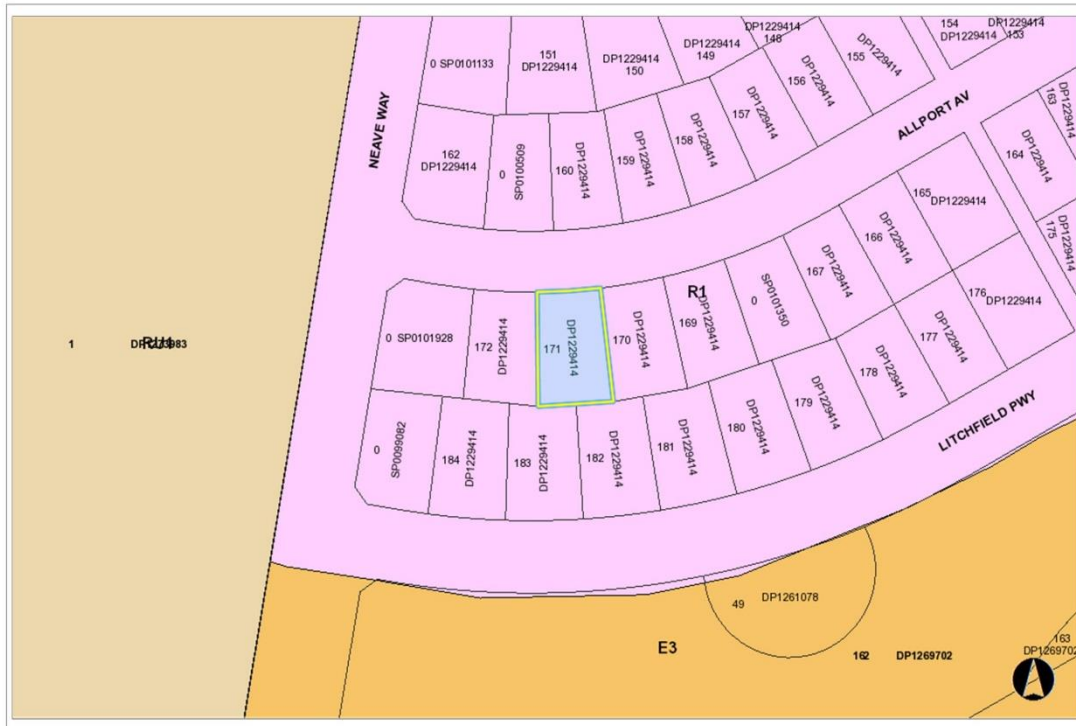 0 SP0101133
151
DP1229414
DP1229414
150
DP1229414
149
DP1229414
148
154
DP1229414
DP1229414
153
155
DP1229414
156
DP1229414
157
DP1229414
158
DP1229414
159
DP1229414
160
DP1229414
0
SP0100509
162
DP1229414
NEAVE WAY
ALLPORT AV
163
DP1229414
164
DP1229414
175
DP1229414
165
DP1229414
166
DP1229414
167
DP1229414
0
SP0101350
R1
169
DP1229414
170
DP1229414
171
DP1229414
172
DP1229414
0 SP0101928
176
DP1229414
177
DP1229414
178
DP1229414
179
DP1229414
180
DP1229414
181
DP1229414
182
DP1229414
183
DP1229414
184
DP1229414
0
SP0099082
1
LITCHFIELD PWY
49
DP1261078
E3
162 DP1269702
163
DP1269702